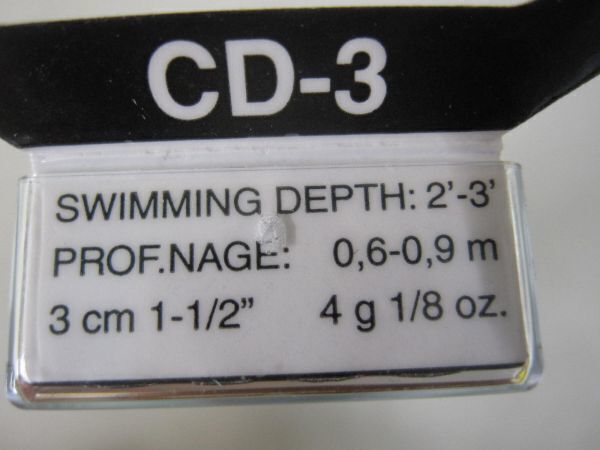 CD-3
SWIMMING DEPTH: 2'-3'
PROF.NAGE: 0,6-0,9 m
3 cm 1-1/2" 4 g 1/8 oz.